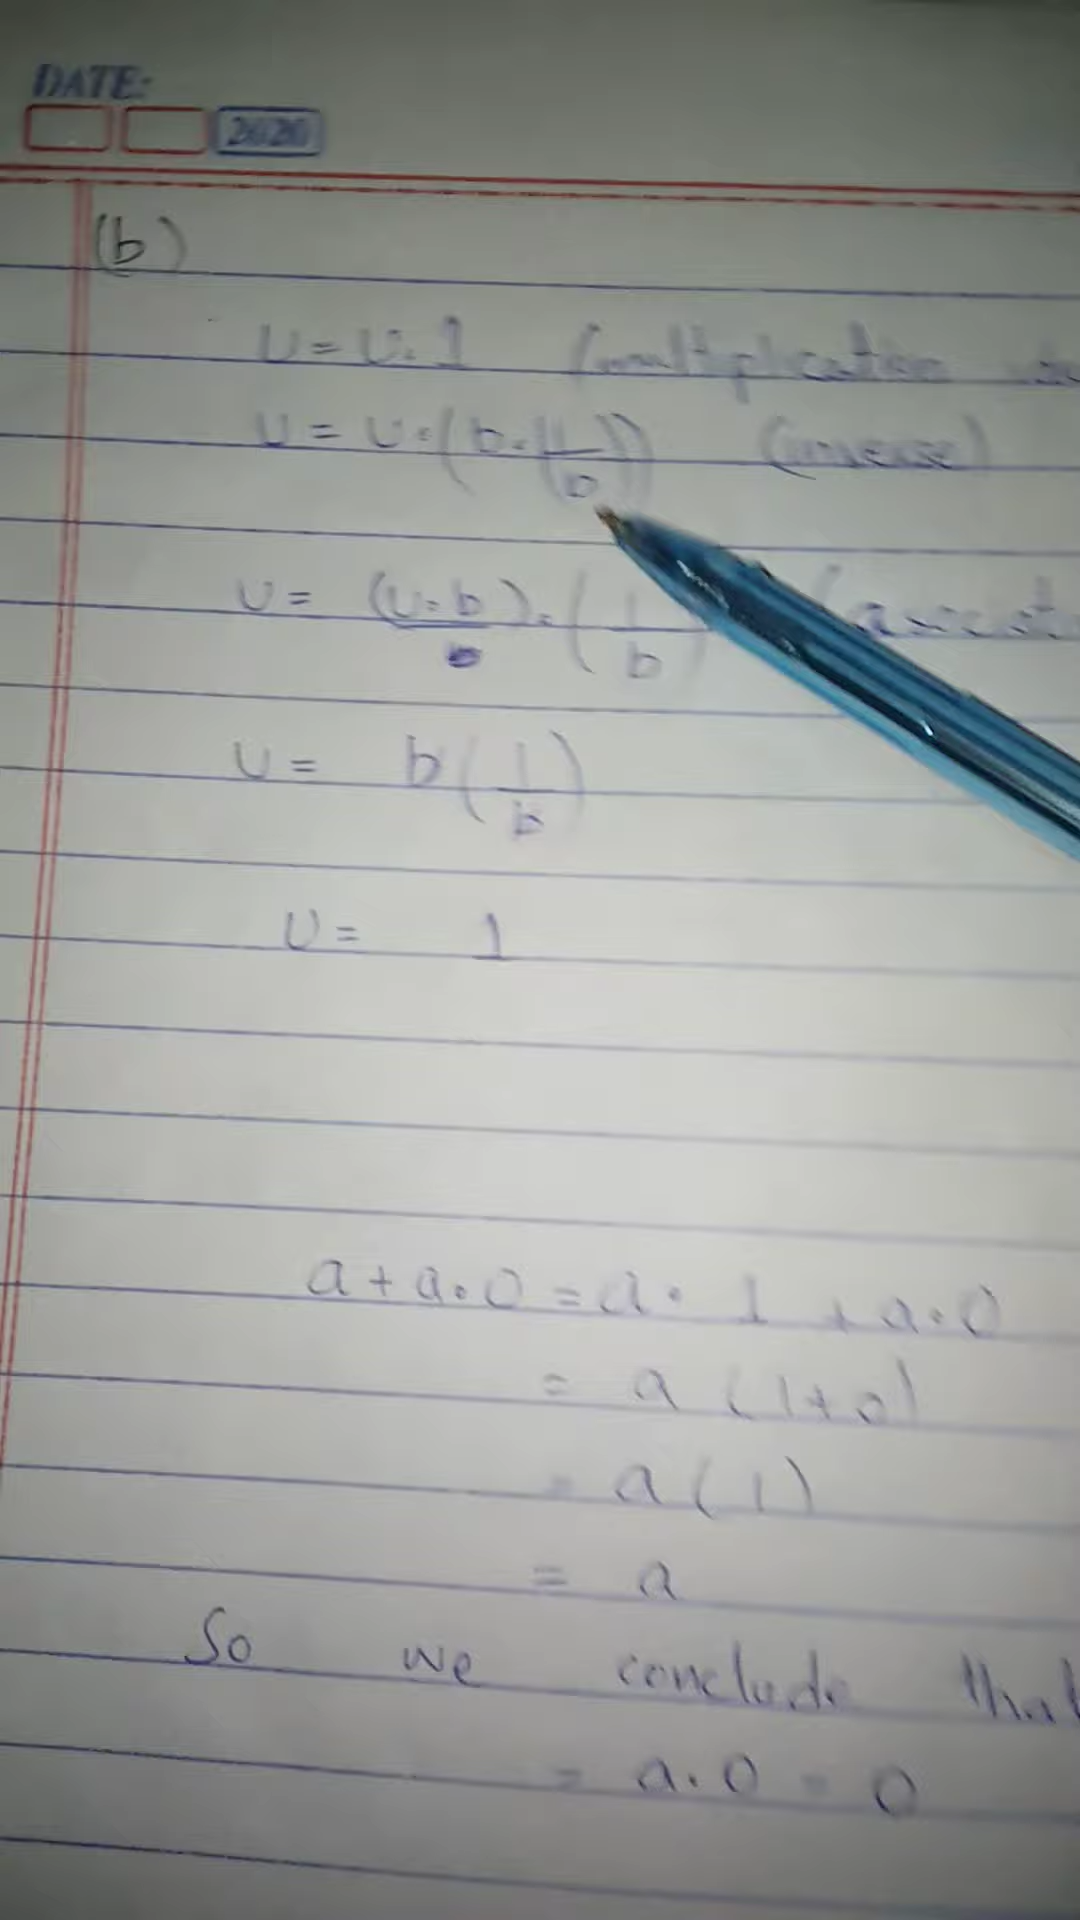 DATE:
2020
(b)
U = U. 1 (multiplication
U = U . (b . (1/b)) (inverse)
U = (U . b) . (1/b)
U = b (1/b)
U = 1
a + a . 0 = a . 1 + a . 0
= a (1+0)
= a (1)
= a
So we conclude that
= a . 0 = 0